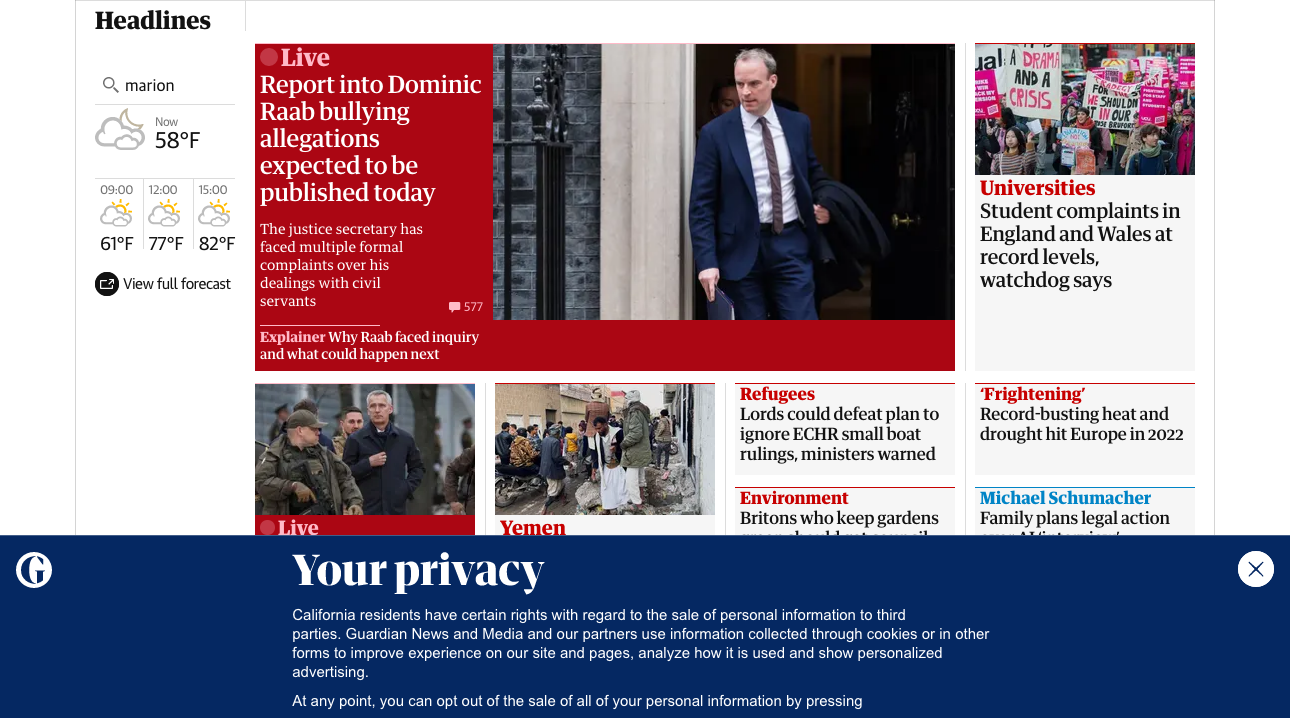 Headlines
marion
Now
58°F
09:00
12:00
15:00
61°F
77°F
82°F
View full forecast
Live
Report into Dominic
Raab bullying
allegations
expected to be
published today
The justice secretary has
faced multiple formal
complaints over his
dealings with civil
servants
577
Explainer Why Raab faced inquiry
and what could happen next
A DRAMA
AND A
CRISIS
Universities
Student complaints in
England and Wales at
record levels,
watchdog says
Live
Yemen
Refugees
Lords could defeat plan to
ignore ECHR small boat
rulings, ministers warned
Environment
Britons who keep gardens
‘Frightening’
Record-busting heat and
drought hit Europe in 2022
Michael Schumacher
Family plans legal action
over AI ‘interview’
Your privacy
California residents have certain rights with regard to the sale of personal information to third
parties. Guardian News and Media and our partners use information collected through cookies or in other
forms to improve experience on our site and pages, analyze how it is used and show personalized
advertising.
At any point, you can opt out of the sale of all of your personal information by pressing